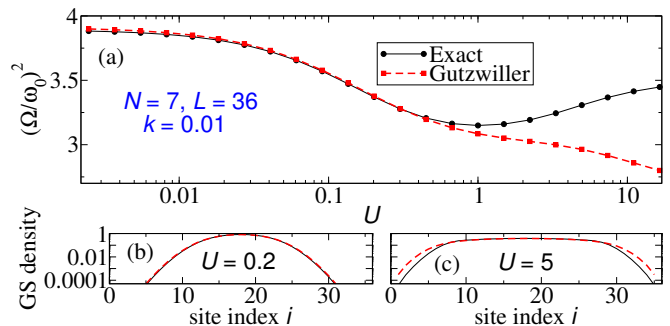 4
(a)
Exact
Gutzwiller
(Ω/ω₀)²
3.5
N = 7, L = 36
k = 0.01
3
0.01 0.1 1 10
U
GS density
1
0.01
0.0001
(b)
U = 0.2
(c)
U = 5
0 10 20 30 0 10 20 30
site index i site index i